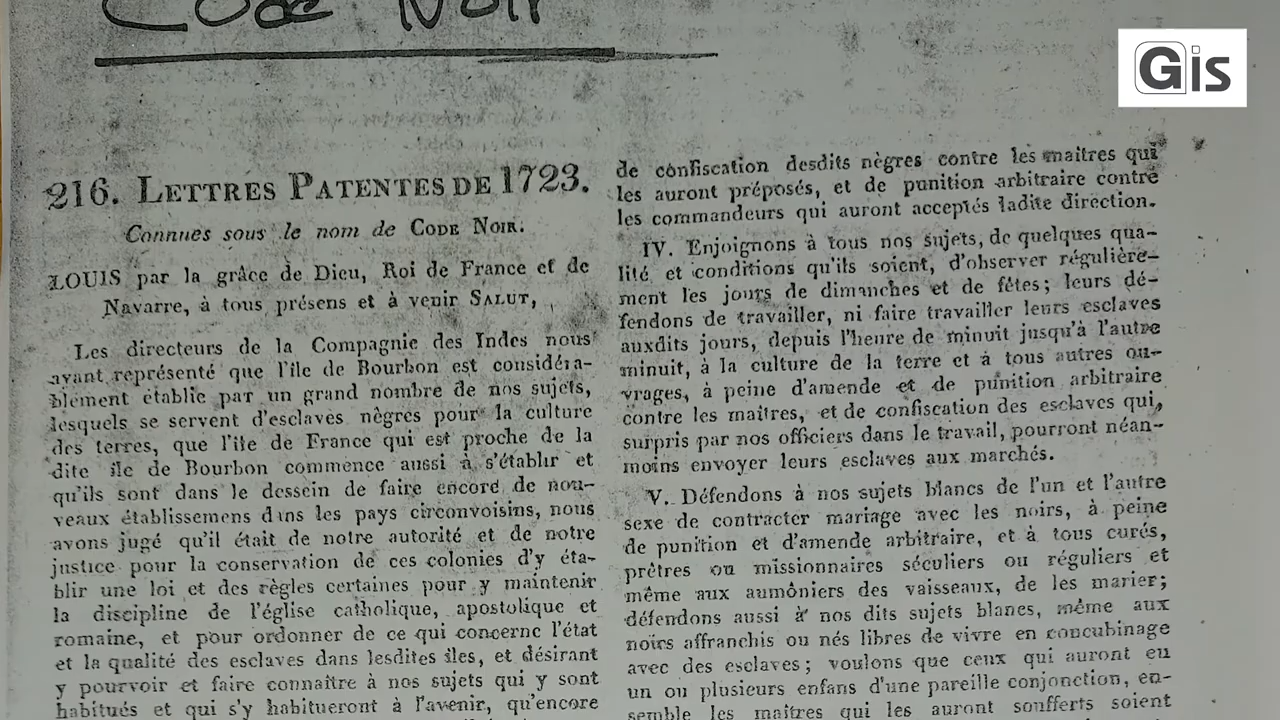 Code Noir
Gis
216. LETTRES PATENTES DE 1723.
Connues sous le nom de CODE NOIR.
LOUIS par la grâce de Dieu, Roi de France et de
Navarre, à tous présens et à venir SALUT,
Les directeurs de la Compagnie des Indes nous
ayant représenté que l'île de Bourbon est considéra-
blement établie par un grand nombre de nos sujets,
lesquels se servent d'esclaves nègres pour la culture
des terres, que l'île de France qui est proche de la
dite île de Bourbon commence aussi à s'établir et
qu'ils sont dans le dessein de faire encore de nou-
veaux établissemens dans les pays circonvoisins, nous
avons jugé qu'il était de notre autorité et de notre
justice pour la conservation de ces colonies d'y éta-
blir une loi et des règles certaines pour y maintenir
la discipline de l'église catholique, apostolique et
romaine, et pour ordonner de ce qui concerne l'état
et la qualité des esclaves dans lesdites îles, et désirant
y pourvoir et faire connaître à nos sujets qui y sont
habitués et qui s'y habitueront à l'avenir, qu'encore
de confiscation desdits nègres contre les maîtres qui
les auront préposés, et de punition arbitraire contre
les commandeurs qui auront acceptés ladite direction.
IV. Enjoignons à tous nos sujets, de quelques qua-
lité et conditions qu'ils soient, d'observer régulière-
ment les jours de dimanches et de fêtes; leurs dé-
fendons de travailler, ni faire travailler leurs esclaves
auxdits jours, depuis l'heure de minuit jusqu'à l'autre
minuit, à la culture de la terre et à tous autres ou-
vrages, à peine d'amende et de punition arbitraire
contre les maîtres, et de confiscation des esclaves qui,
surpris par nos officiers dans le travail, pourront néan-
moins envoyer leurs esclaves aux marchés.
V. Défendons à nos sujets blancs de l'un et l'autre
sexe de contracter mariage avec les noirs, à peine
de punition et d'amende arbitraire, et à tous curés,
prêtres ou missionnaires séculiers ou réguliers et
même aux aumôniers des vaisseaux, de les marier;
défendons aussi à nos dits sujets blancs, même aux
noirs affranchis ou nés libres de vivre en concubinage
avec des esclaves; voulons que ceux qui auront eu
un ou plusieurs enfans d'une pareille conjonction, en-
semble les maîtres qui les auront soufferts soient